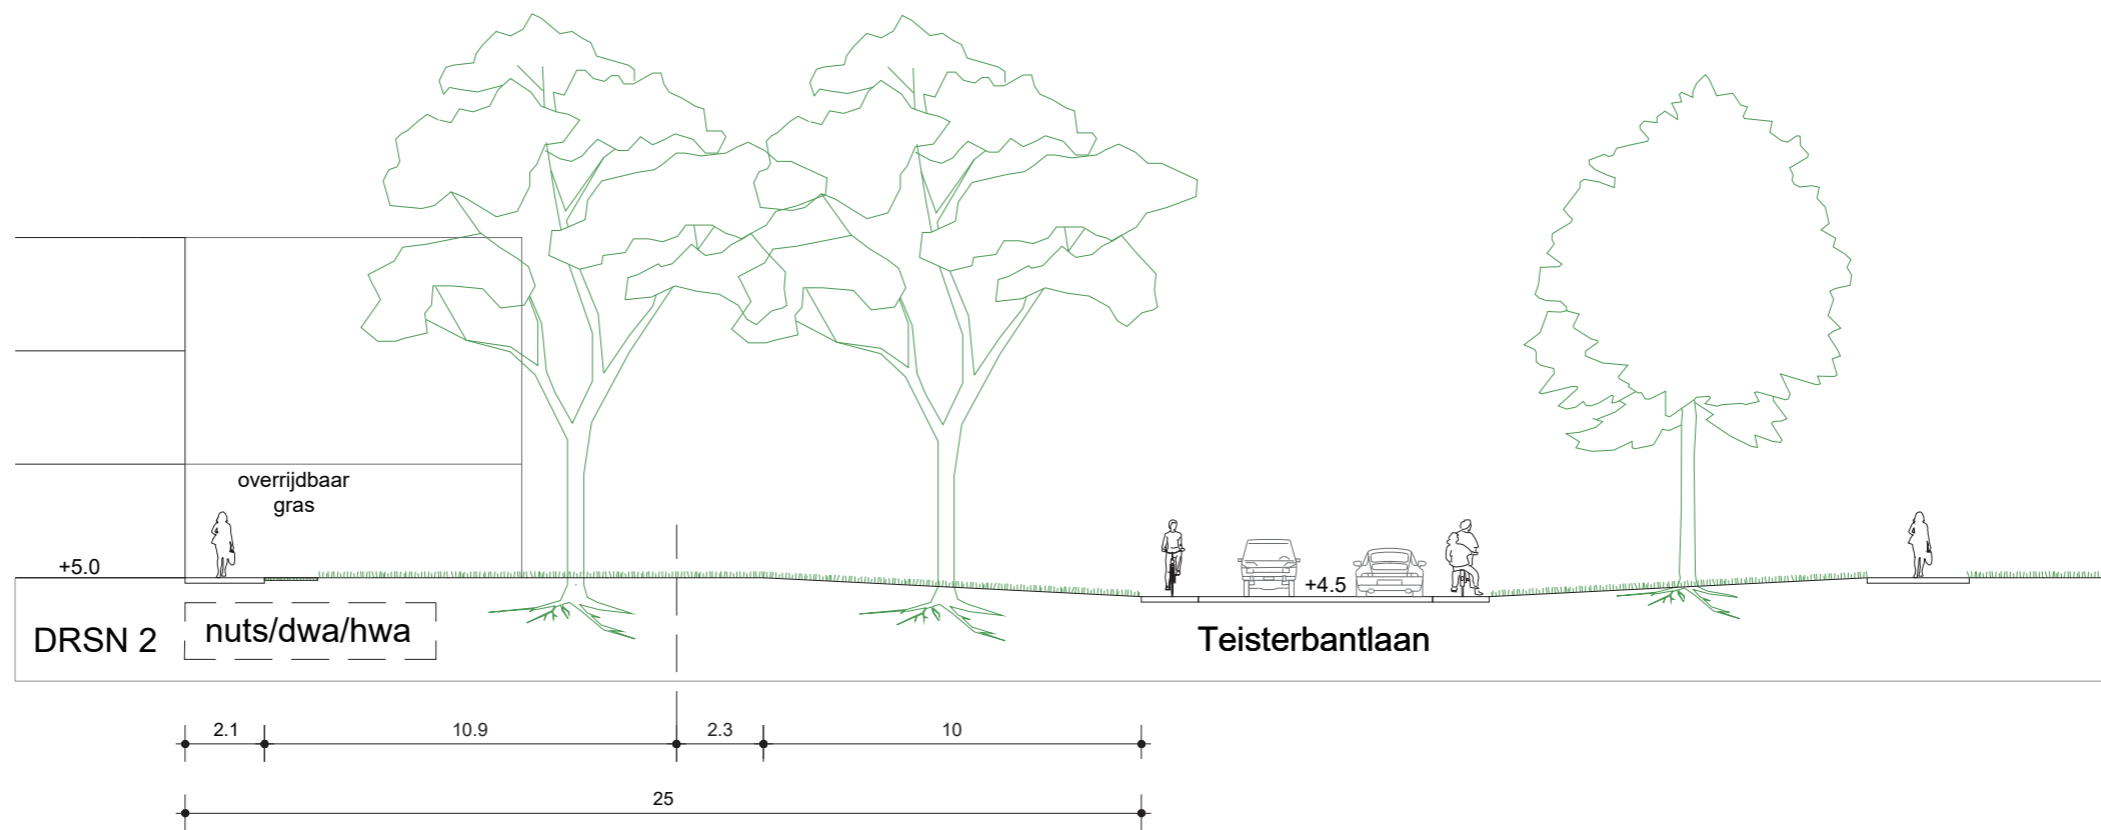 overrijdbaar
gras
+5.0
+4.5
DRSN 2
nuts/dwa/hwa
Teisterbantlaan
2.1
10.9
2.3
10
25